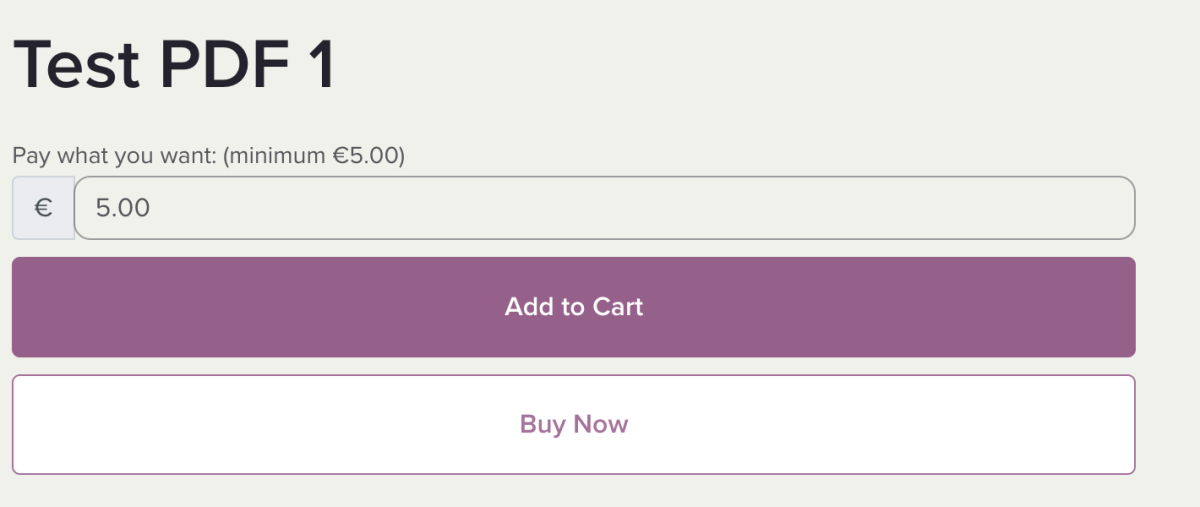 Test PDF 1
Pay what you want: (minimum €5.00)
€ 5.00
Add to Cart
Buy Now